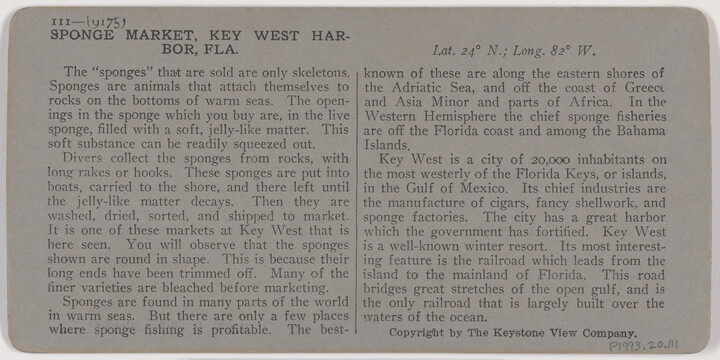 III—(9175)
SPONGE MARKET, KEY WEST HAR-
BOR, FLA.
The "sponges" that are sold are only skeletons.
Sponges are animals that attach themselves to
rocks on the bottoms of warm seas. The open-
ings in the sponge which you buy are, in the live
sponge, filled with a soft, jelly-like matter. This
soft substance can be readily squeezed out.
Divers collect the sponges from rocks, with
long rakes or hooks. These sponges are put into
boats, carried to the shore, and there left until
the jelly-like matter decays. Then they are
washed, dried, sorted, and shipped to market.
It is one of these markets at Key West that is
here seen. You will observe that the sponges
shown are round in shape. This is because their
long ends have been trimmed off. Many of the
finer varieties are bleached before marketing.
Sponges are found in many parts of the world
in warm seas. But there are only a few places
where sponge fishing is profitable. The best-
Lat. 24° N.; Long. 82° W.
known of these are along the eastern shores of
the Adriatic Sea, and off the coast of Greece
and Asia Minor and parts of Africa. In the
Western Hemisphere the chief sponge fisheries
are off the Florida coast and among the Bahama
Islands.
Key West is a city of 20,000 inhabitants on
the most westerly of the Florida Keys, or islands,
in the Gulf of Mexico. Its chief industries are
the manufacture of cigars, fancy shellwork, and
sponge factories. The city has a great harbor
which the government has fortified. Key West
is a well-known winter resort. Its most interest-
ing feature is the railroad which leads from the
island to the mainland of Florida. This road
bridges great stretches of the open gulf, and is
the only railroad that is largely built over the
waters of the ocean.
Copyright by The Keystone View Company.
P1993.20.111